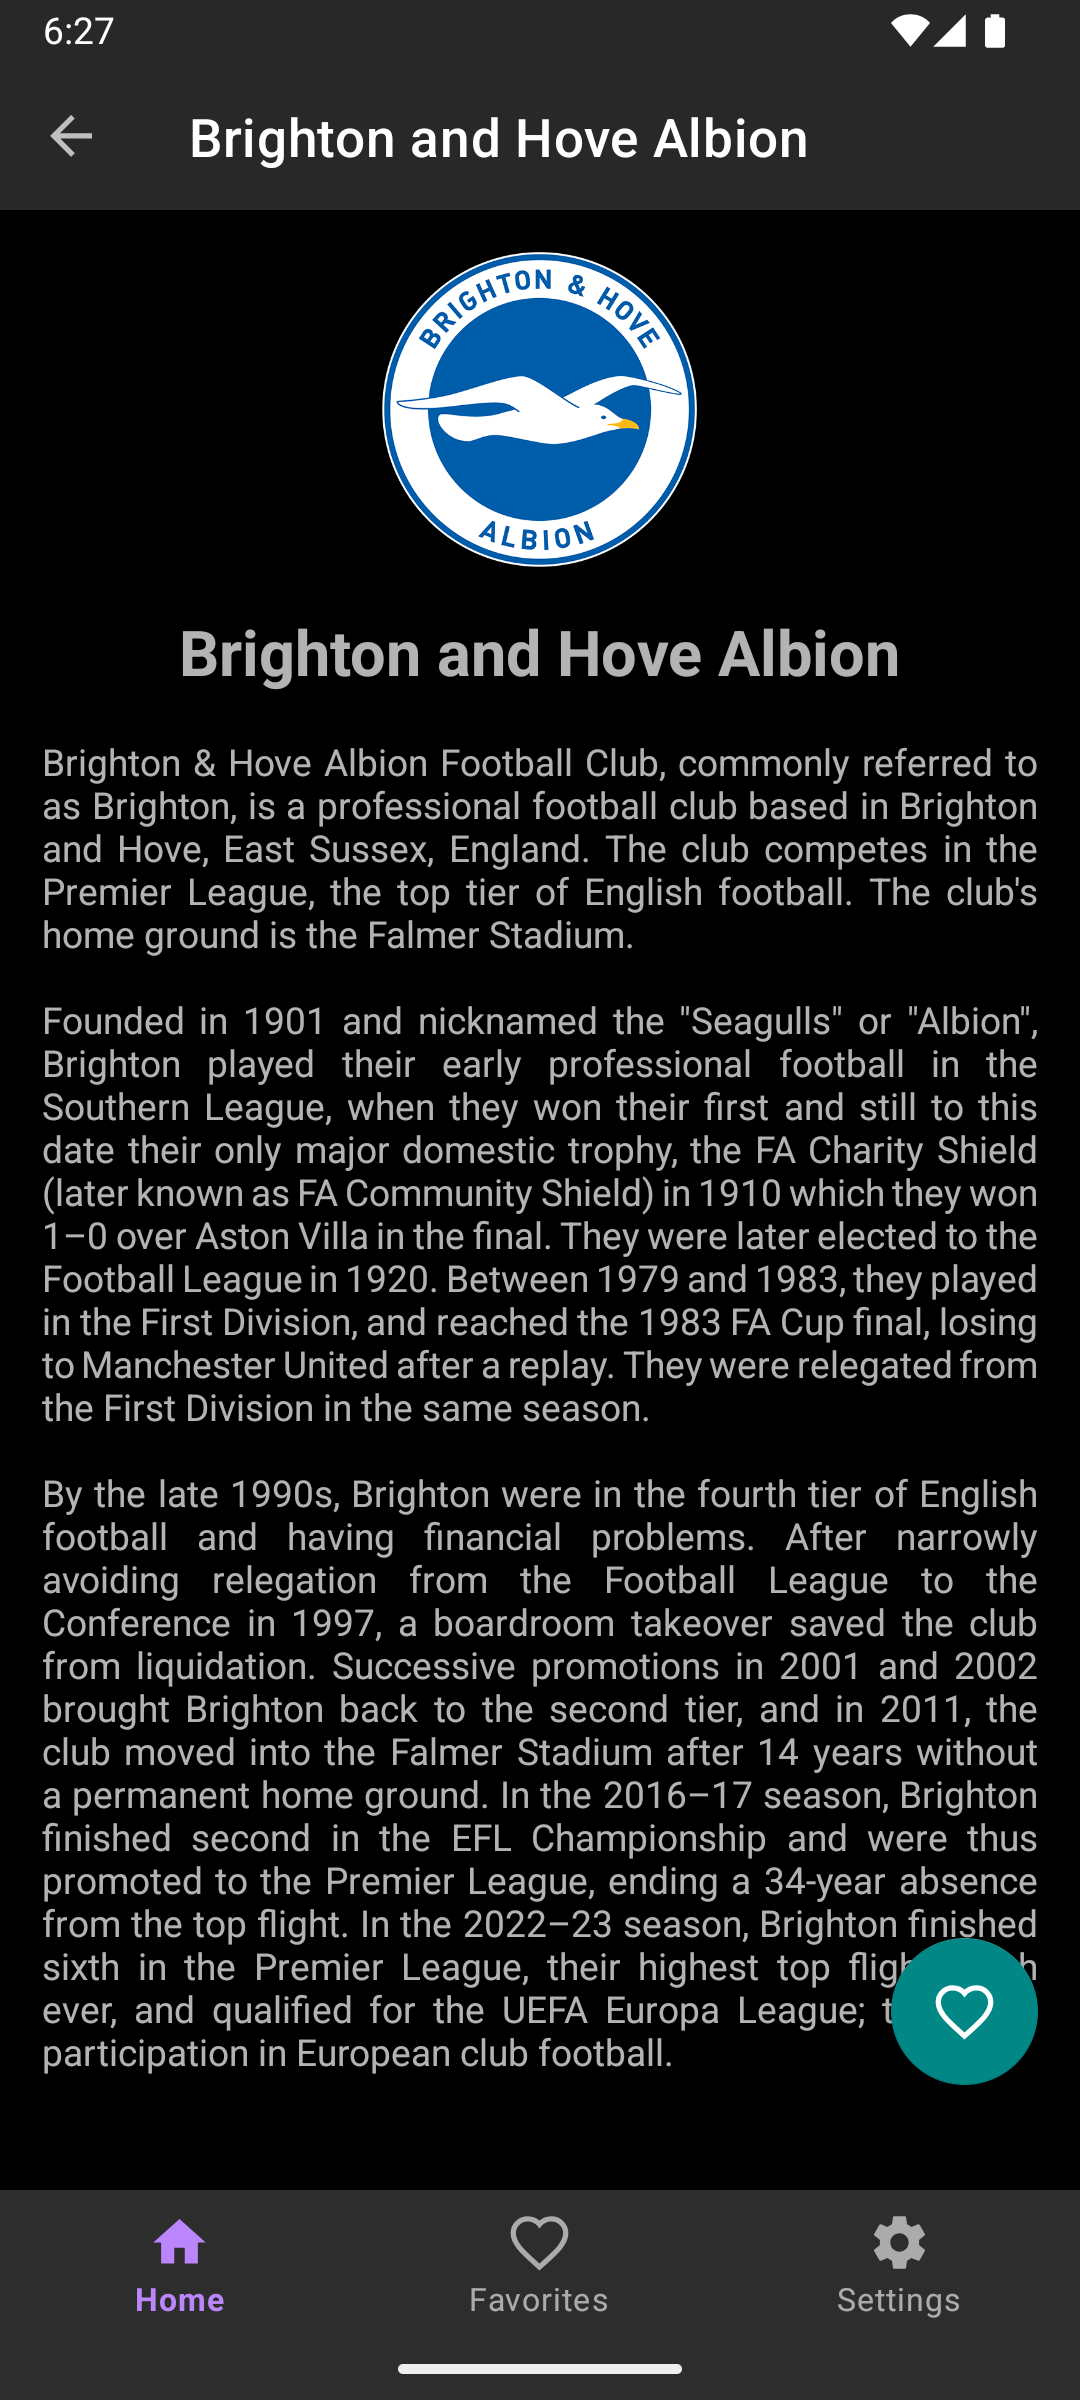 6:27
Brighton and Hove Albion
BRIGHTON & HOVE
ALBION
Brighton and Hove Albion
Brighton & Hove Albion Football Club, commonly referred to
as Brighton, is a professional football club based in Brighton
and Hove, East Sussex, England. The club competes in the
Premier League, the top tier of English football. The club's
home ground is the Falmer Stadium.
Founded in 1901 and nicknamed the "Seagulls" or "Albion",
Brighton played their early professional football in the
Southern League, when they won their first and still to this
date their only major domestic trophy, the FA Charity Shield
(later known as FA Community Shield) in 1910 which they won
1–0 over Aston Villa in the final. They were later elected to the
Football League in 1920. Between 1979 and 1983, they played
in the First Division, and reached the 1983 FA Cup final, losing
to Manchester United after a replay. They were relegated from
the First Division in the same season.
By the late 1990s, Brighton were in the fourth tier of English
football and having financial problems. After narrowly
avoiding relegation from the Football League to the
Conference in 1997, a boardroom takeover saved the club
from liquidation. Successive promotions in 2001 and 2002
brought Brighton back to the second tier, and in 2011, the
club moved into the Falmer Stadium after 14 years without
a permanent home ground. In the 2016–17 season, Brighton
finished second in the EFL Championship and were thus
promoted to the Premier League, ending a 34-year absence
from the top flight. In the 2022–23 season, Brighton finished
sixth in the Premier League, their highest top
ever, and qualified for the UEFA Europa League;
participation in European club football.
Home
Favorites
Settings